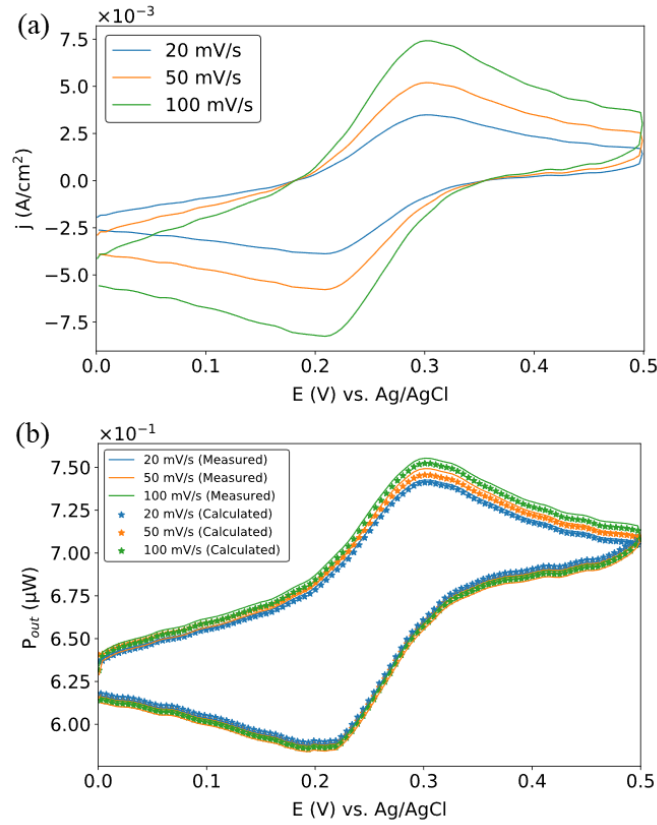 (a)
×10⁻³
7.5
5.0
2.5
0.0
−2.5
−5.0
−7.5
j (A/cm²)
20 mV/s
50 mV/s
100 mV/s
0.0 0.1 0.2 0.3 0.4 0.5
E (V) vs. Ag/AgCl
(b)
×10⁻¹
7.50
7.25
7.00
6.75
6.50
6.25
6.00
P_out (μW)
20 mV/s (Measured)
50 mV/s (Measured)
100 mV/s (Measured)
20 mV/s (Calculated)
50 mV/s (Calculated)
100 mV/s (Calculated)
0.0 0.1 0.2 0.3 0.4 0.5
E (V) vs. Ag/AgCl